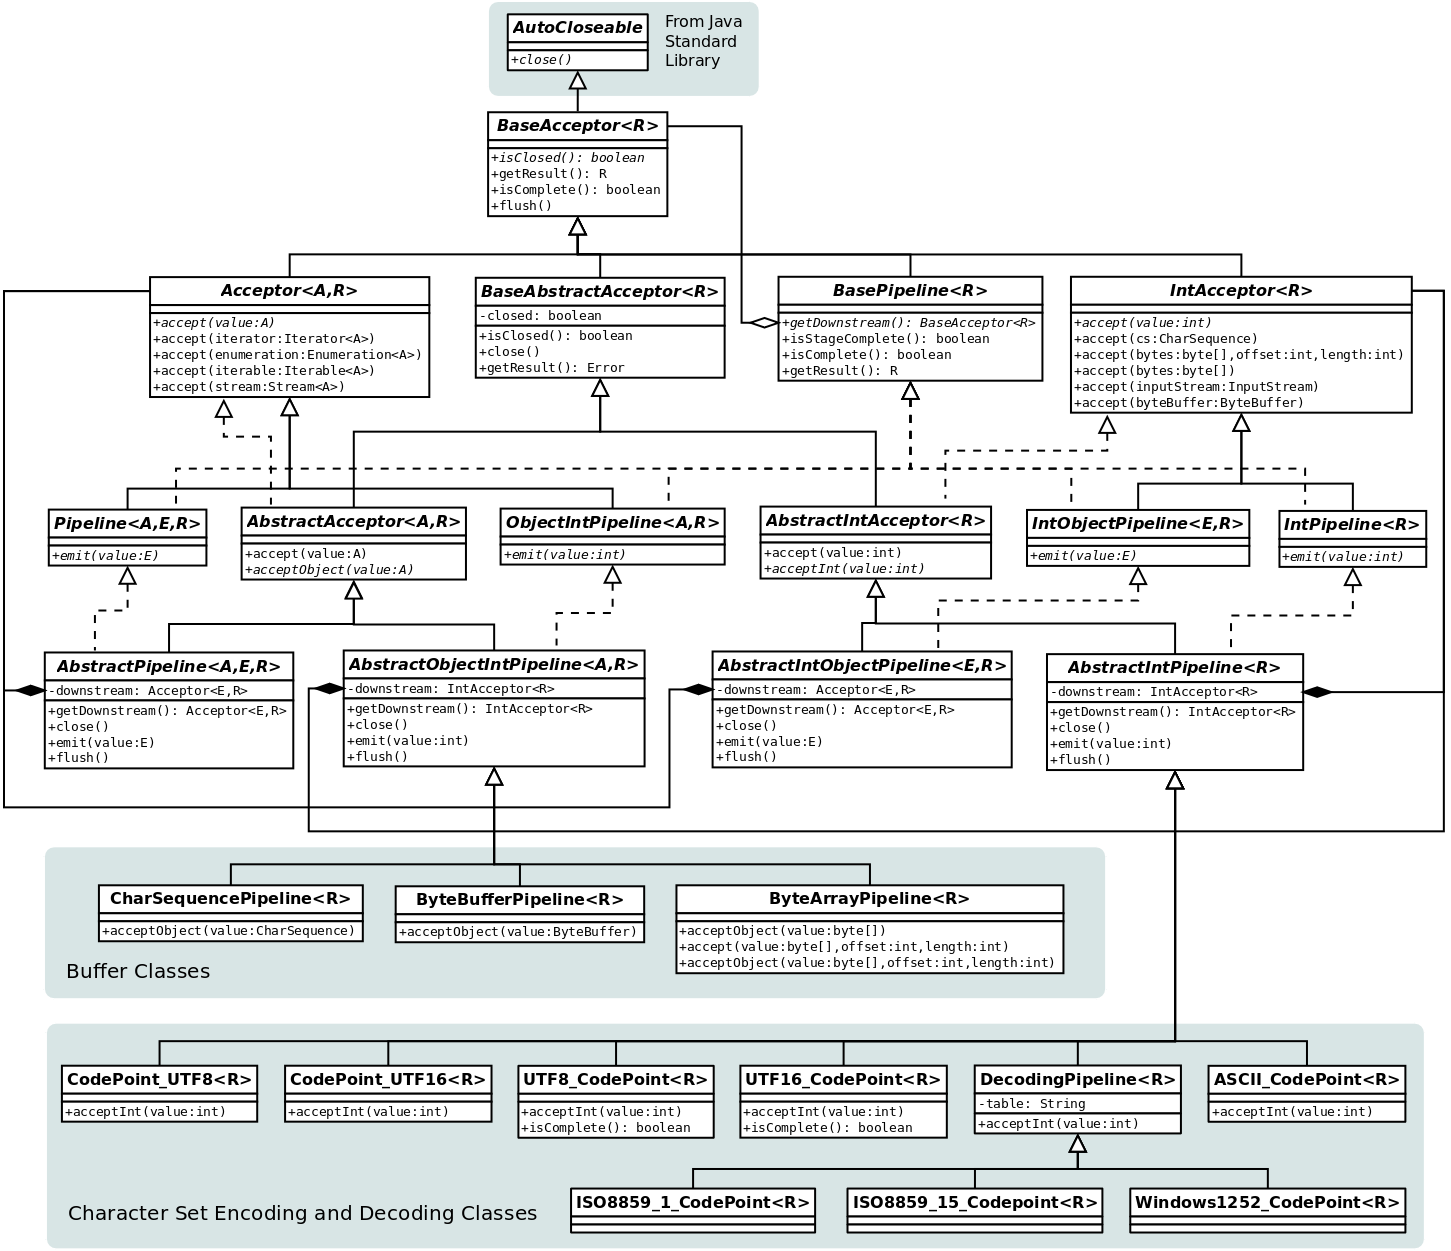 AutoCloseable
+close()
From Java
Standard
Library
BaseAcceptor<R>
+isClosed(): boolean
+getResult(): R
+isComplete(): boolean
+flush()
Acceptor<A,R>
+accept(value:A)
+accept(iterator:Iterator<A>)
+accept(enumeration:Enumeration<A>)
+accept(iterable:Iterable<A>)
+accept(stream:Stream<A>)
BaseAbstractAcceptor<R>
-closed: boolean
+isClosed(): boolean
+close()
+getResult(): Error
BasePipeline<R>
+getDownstream(): BaseAcceptor<R>
+isStageComplete(): boolean
+isComplete(): boolean
+getResult(): R
IntAcceptor<R>
+accept(value:int)
+accept(cs:CharSequence)
+accept(bytes:byte[],offset:int,length:int)
+accept(bytes:byte[])
+accept(inputStream:InputStream)
+accept(byteBuffer:ByteBuffer)
Pipeline<A,E,R>
+emit(value:E)
AbstractAcceptor<A,R>
+accept(value:A)
+acceptObject(value:A)
ObjectIntPipeline<A,R>
+emit(value:int)
AbstractIntAcceptor<R>
+accept(value:int)
+acceptInt(value:int)
IntObjectPipeline<E,R>
+emit(value:E)
IntPipeline<R>
+emit(value:int)
AbstractPipeline<A,E,R>
-downstream: Acceptor<E,R>
+getDownstream(): Acceptor<E,R>
+close()
+emit(value:E)
+flush()
AbstractObjectIntPipeline<A,R>
-downstream: IntAcceptor<R>
+getDownstream(): IntAcceptor<R>
+close()
+emit(value:int)
+flush()
AbstractIntObjectPipeline<E,R>
-downstream: Acceptor<E,R>
+getDownstream(): Acceptor<E,R>
+close()
+emit(value:E)
+flush()
AbstractIntPipeline<R>
-downstream: IntAcceptor<R>
+getDownstream(): IntAcceptor<R>
+close()
+emit(value:int)
+flush()
CharSequencePipeline<R>
+acceptObject(value:CharSequence)
ByteBufferPipeline<R>
+acceptObject(value:ByteBuffer)
ByteArrayPipeline<R>
+acceptObject(value:byte[])
+accept(value:byte[],offset:int,length:int)
+acceptObject(value:byte[],offset:int,length:int)
Buffer Classes
CodePoint_UTF8<R>
+acceptInt(value:int)
CodePoint_UTF16<R>
+acceptInt(value:int)
UTF8_CodePoint<R>
+acceptInt(value:int)
+isComplete(): boolean
UTF16_CodePoint<R>
+acceptInt(value:int)
+isComplete(): boolean
DecodingPipeline<R>
-table: String
+acceptInt(value:int)
ASCII_CodePoint<R>
+acceptInt(value:int)
ISO8859_1_CodePoint<R>
ISO8859_15_Codepoint<R>
Windows1252_CodePoint<R>
Character Set Encoding and Decoding Classes